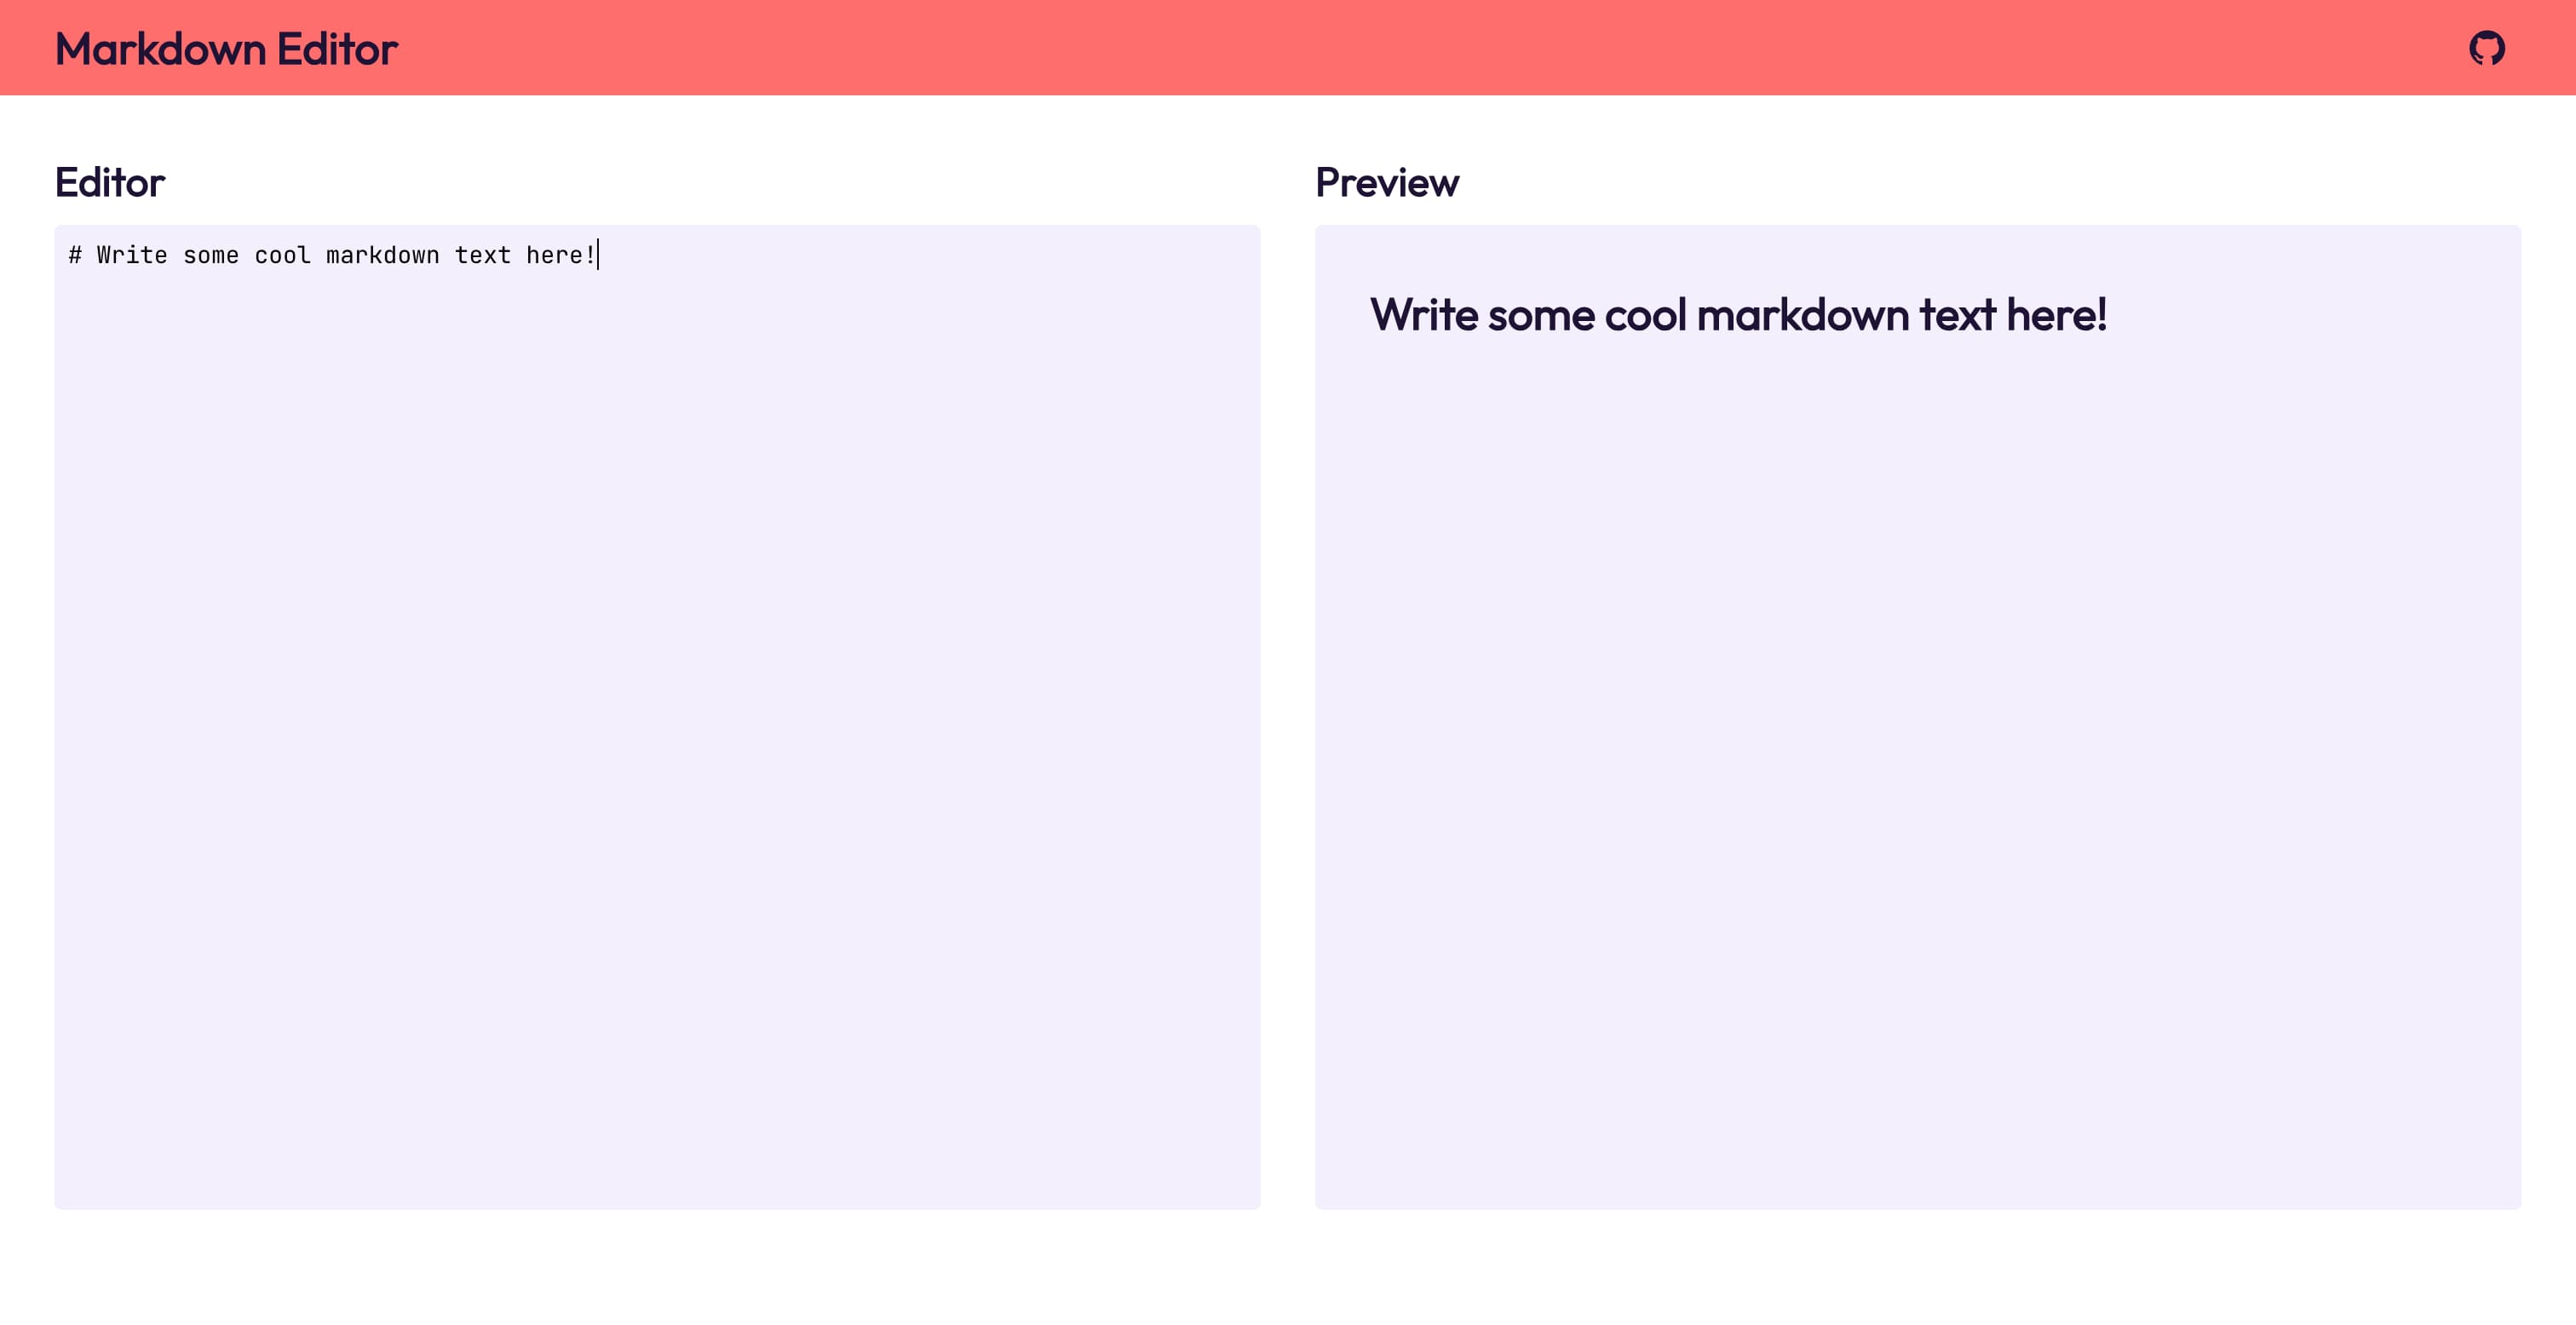 Markdown Editor
Editor
# Write some cool markdown text here!
Preview
Write some cool markdown text here!